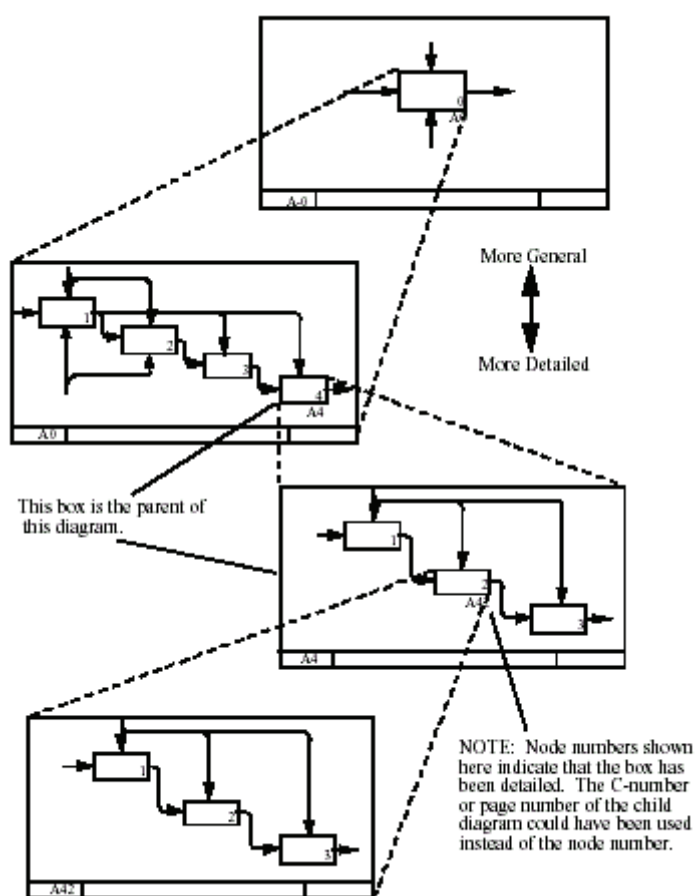 0
A0
A-0
More General
More Detailed
1
2
3
4
A4
A0
This box is the parent of
this diagram.
1
2
A42
3
A4
NOTE: Node numbers shown
here indicate that the box has
been detailed. The C-number
or page number of the child
diagram could have been used
instead of the node number.
1
2
3
A42